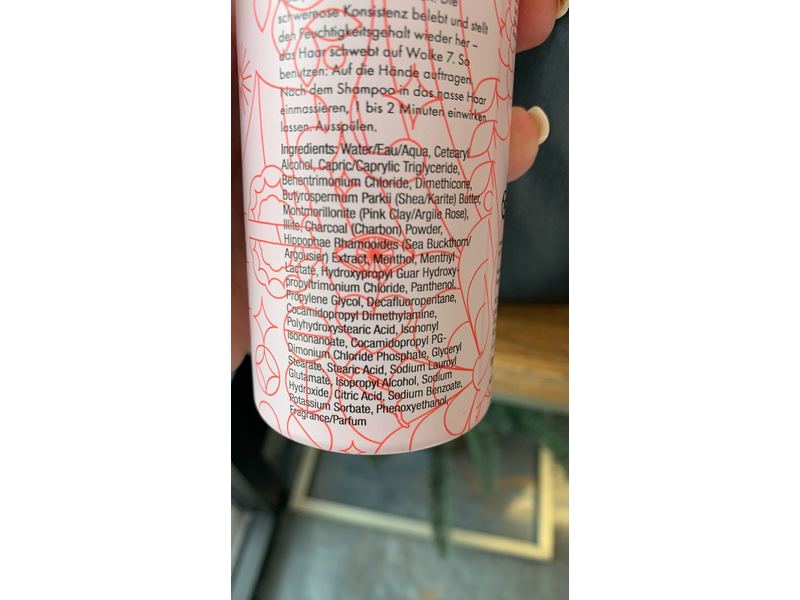 schwerelose Konsistenz belebt und stellt
den Feuchtigkeitsgehalt wieder her –
das Haar schwebt auf Wolke 7. So
benutzen: Auf die Hände auftragen.
Nach dem Shampoo in das nasse Haar
einmassieren, 1 bis 2 Minuten einwirken
lassen. Ausspülen.
Ingredients: Water/Eau/Aqua, Cetearyl
Alcohol, Capric/Caprylic Triglyceride,
Behentrimonium Chloride, Dimethicone,
Butyrospermum Parkii (Shea/Karite) Butter,
Montmorillonite (Pink Clay/Argile Rose),
Illite, Charcoal (Charbon) Powder,
Hippophae Rhamnoides (Sea Buckthorn/
Argousier) Extract, Menthol, Menthyl
Lactate, Hydroxypropyl Guar Hydroxy-
propyltrimonium Chloride, Panthenol,
Propylene Glycol, Decafluoropentane,
Cocamidopropyl Dimethylamine,
Polyhydroxystearic Acid, Isononyl
Isononanoate, Cocamidopropyl PG-
Dimonium Chloride Phosphate, Glyceryl
Stearate, Stearic Acid, Sodium Lauroyl
Glutamate, Isopropyl Alcohol, Sodium
Hydroxide, Citric Acid, Sodium Benzoate,
Potassium Sorbate, Phenoxyethanol,
Fragrance/Parfum